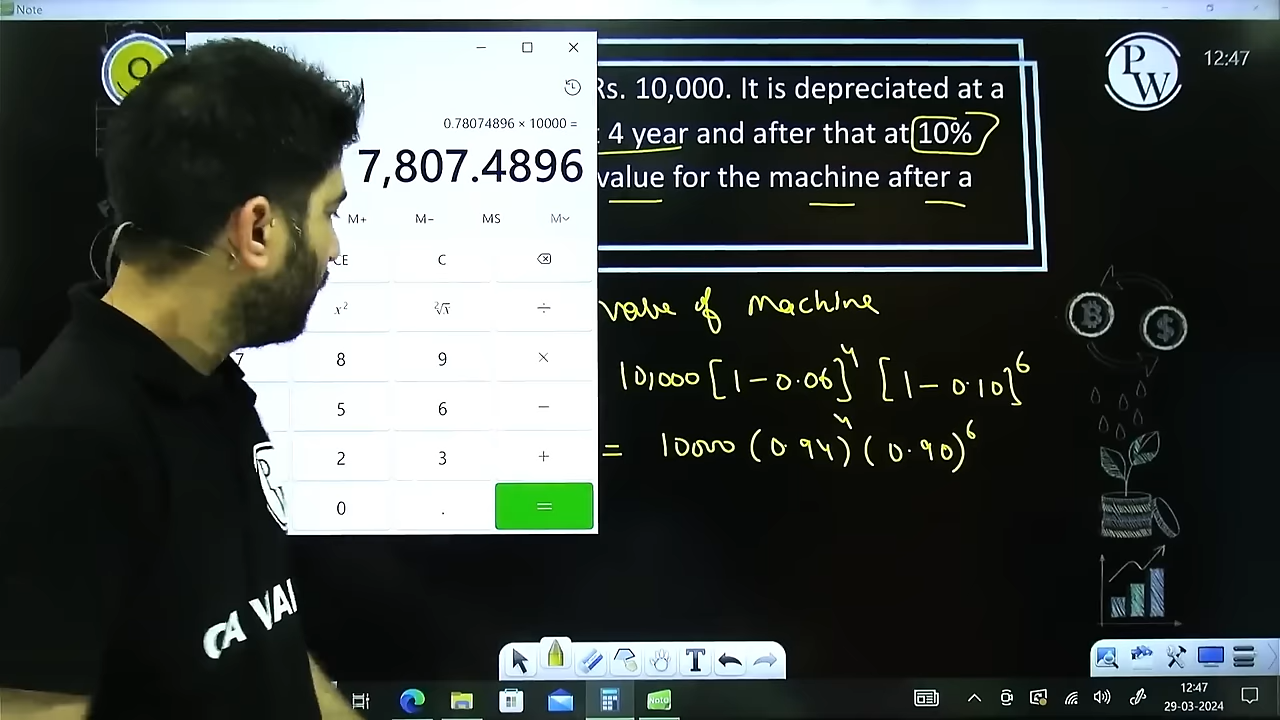 Note
Rs. 10,000. It is depreciated at a
4 year and after that at 10%
value for the machine after a
PW
12:47
0.78074896 × 10000 =
7,807.4896
M+ M− MS M
CE C
x² ²√x ÷
7 8 9 ×
5 6 −
2 3 +
0 . =
value of machine
10,000 [1 - 0.06]⁴ [1 - 0.10]⁶
= 10000 (0.94)⁴ (0.90)⁶
CA
T
12:47
29-03-2024